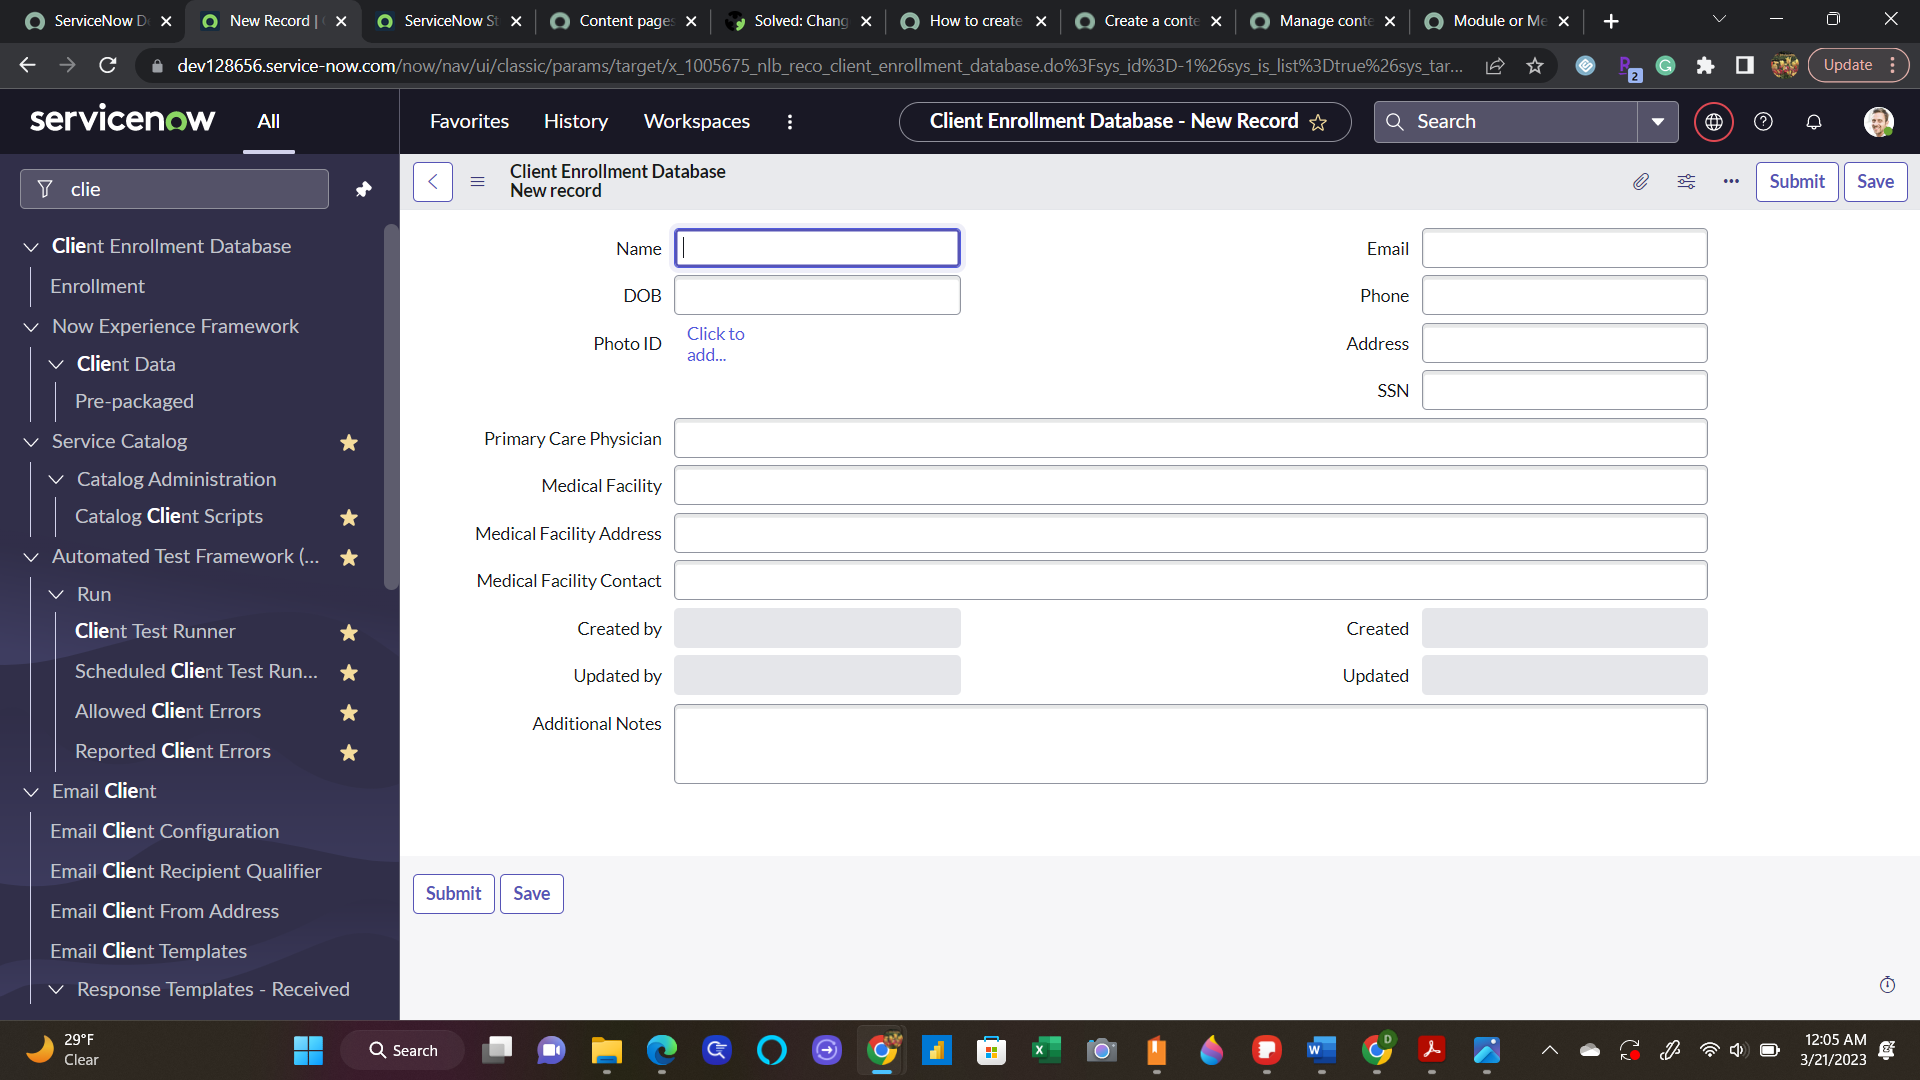 ServiceNow D
New Record |
ServiceNow St
Content pages
Solved: Chang
How to create
Create a conte
Manage conte
Module or Me
dev128656.service-now.com/now/nav/ui/classic/params/target/x_1005675_nlb_reco_client_enrollment_database.do%3Fsys_id%3D-1%26sys_is_list%3Dtrue%26sys_tar...
2
Update
servicenow
All
Favorites
History
Workspaces
Client Enrollment Database - New Record
Search
clie
Client Enrollment Database
New record
Submit
Save
Client Enrollment Database
Enrollment
Now Experience Framework
Client Data
Pre-packaged
Service Catalog
Catalog Administration
Catalog Client Scripts
Automated Test Framework (...
Run
Client Test Runner
Scheduled Client Test Run...
Allowed Client Errors
Reported Client Errors
Email Client
Email Client Configuration
Email Client Recipient Qualifier
Email Client From Address
Email Client Templates
Response Templates - Received
Name
Email
DOB
Phone
Photo ID
Click to
add...
Address
SSN
Primary Care Physician
Medical Facility
Medical Facility Address
Medical Facility Contact
Created by
Created
Updated by
Updated
Additional Notes
Submit
Save
29°F
Clear
Search
D
12:05 AM
3/21/2023